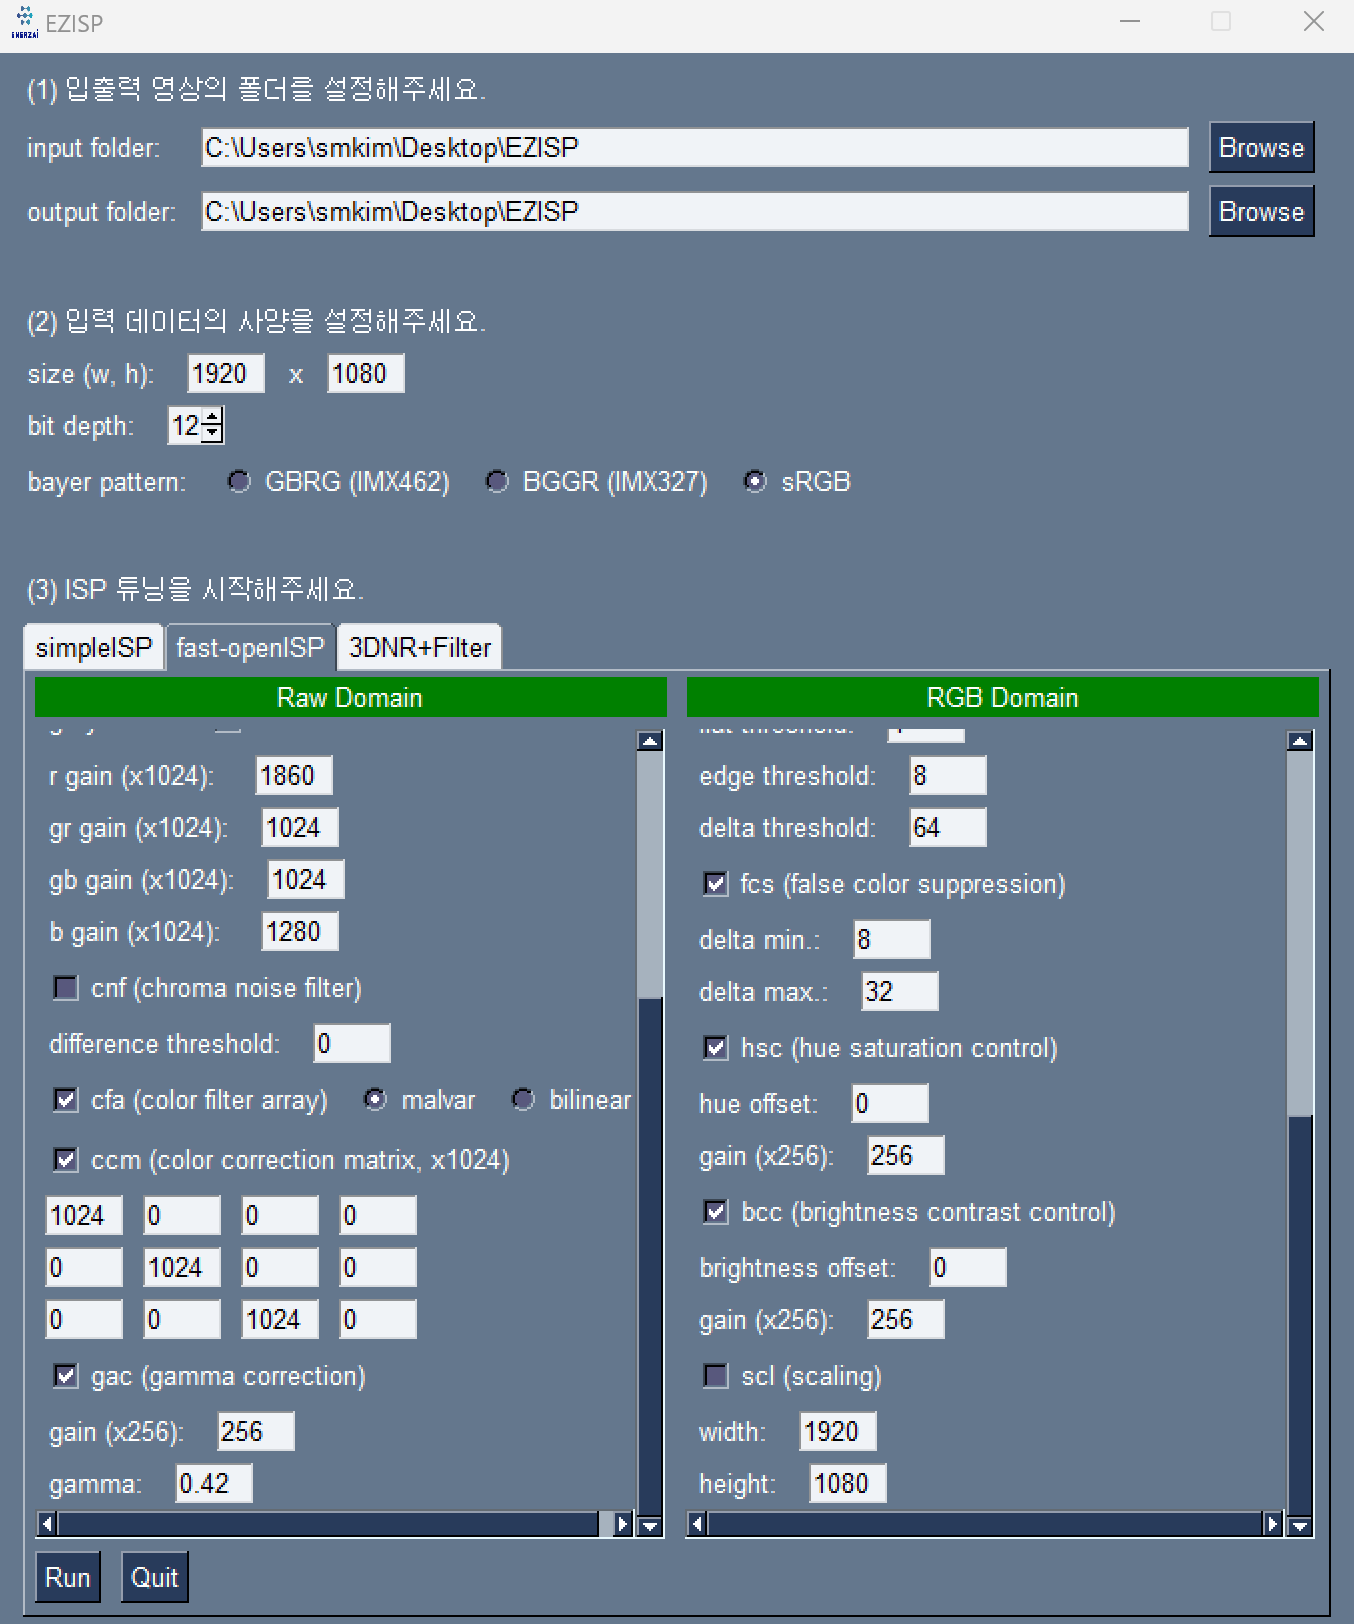 ENERZAi EZISP
(1) 입출력 영상의 폴더를 설정해주세요.
input folder: C:\Users\smkim\Desktop\EZISP Browse
output folder: C:\Users\smkim\Desktop\EZISP Browse
(2) 입력 데이터의 사양을 설정해주세요.
size (w, h): 1920 x 1080
bit depth: 12
bayer pattern: GBRG (IMX462) BGGR (IMX327) sRGB
(3) ISP 튜닝을 시작해주세요.
simpleISP fast-openISP 3DNR+Filter
Raw Domain
r gain (x1024): 1860
gr gain (x1024): 1024
gb gain (x1024): 1024
b gain (x1024): 1280
cnf (chroma noise filter)
difference threshold: 0
cfa (color filter array) malvar bilinear
ccm (color correction matrix, x1024)
1024 0 0 0
0 1024 0 0
0 0 1024 0
gac (gamma correction)
gain (x256): 256
gamma: 0.42
RGB Domain
edge threshold: 8
delta threshold: 64
fcs (false color suppression)
delta min.: 8
delta max.: 32
hsc (hue saturation control)
hue offset: 0
gain (x256): 256
bcc (brightness contrast control)
brightness offset: 0
gain (x256): 256
scl (scaling)
width: 1920
height: 1080
Run Quit